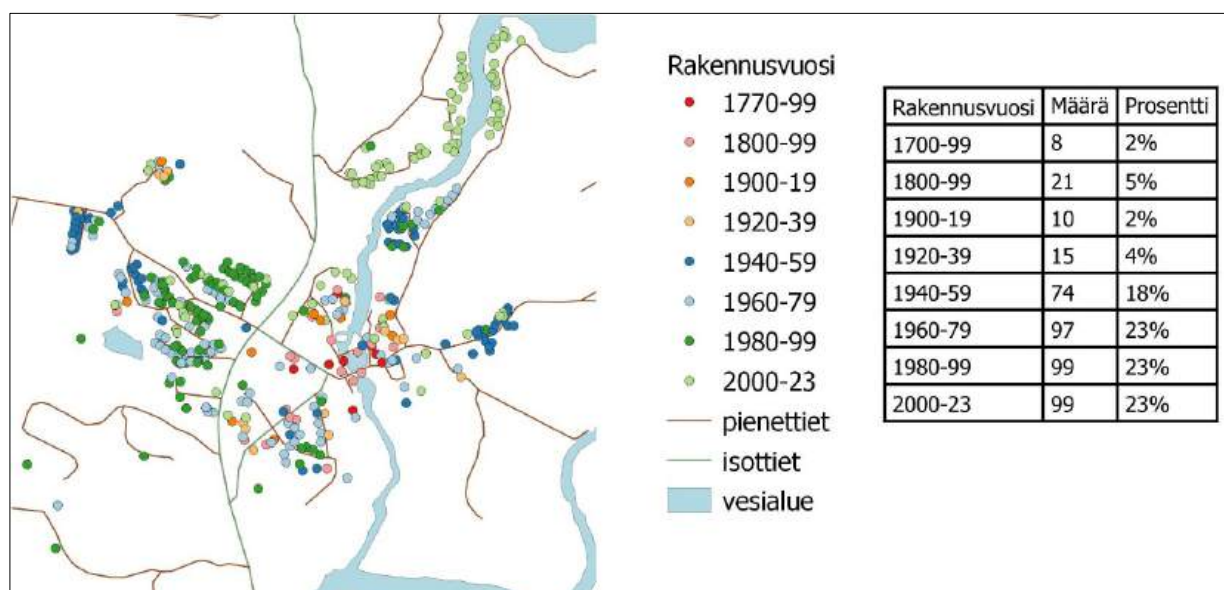 Rakennusvuosi
1770-99
1800-99
1900-19
1920-39
1940-59
1960-79
1980-99
2000-23
pienettiet
isottiet
vesialue
Rakennusvuosi Määrä Prosentti
1700-99 8 2%
1800-99 21 5%
1900-19 10 2%
1920-39 15 4%
1940-59 74 18%
1960-79 97 23%
1980-99 99 23%
2000-23 99 23%